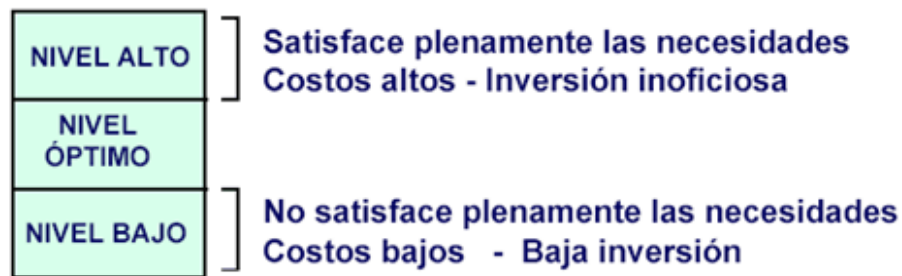 NIVEL ALTO
Satisface plenamente las necesidades
Costos altos - Inversión inoficiosa
NIVEL
ÓPTIMO
NIVEL BAJO
No satisface plenamente las necesidades
Costos bajos - Baja inversión